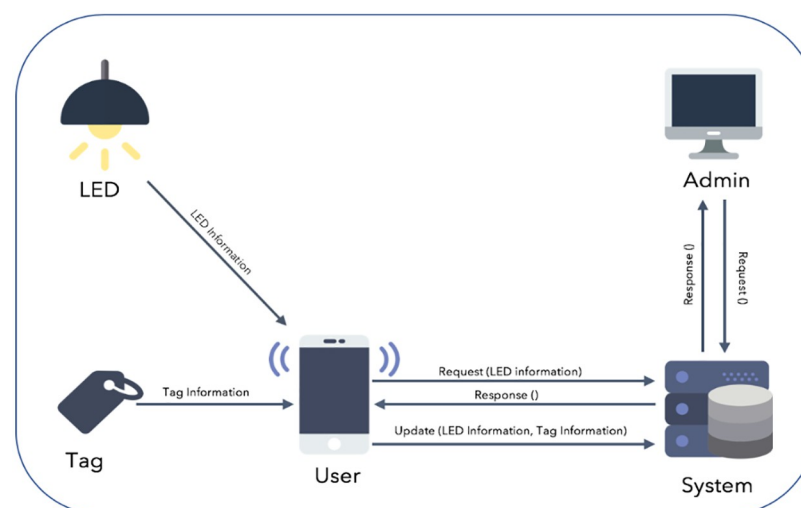 LED
Admin
LED Information
Response ()
Request ()
Tag Information
Request (LED information)
Response ()
Update (LED Information, Tag Information)
Tag
User
System